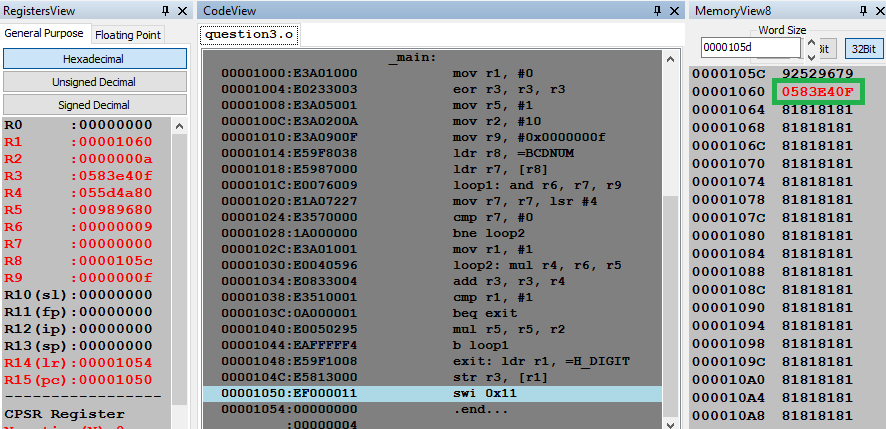 RegistersView
General Purpose Floating Point
Hexadecimal
Unsigned Decimal
Signed Decimal
R0 :00000000
R1 :00001060
R2 :0000000a
R3 :0583e40f
R4 :055d4a80
R5 :00989680
R6 :00000009
R7 :00000000
R8 :0000105c
R9 :0000000f
R10(sl):00000000
R11(fp):00000000
R12(ip):00000000
R13(sp):00000000
R14(lr):00001054
R15(pc):00001050
-----------------
CPSR Register
CodeView
question3.o
_main:
00001000:E3A01000 mov r1, #0
00001004:E0233003 eor r3, r3, r3
00001008:E3A05001 mov r5, #1
0000100C:E3A0200A mov r2, #10
00001010:E3A0900F mov r9, #0x0000000f
00001014:E59F8038 ldr r8, =BCDNUM
00001018:E5987000 ldr r7, [r8]
0000101C:E0076009 loop1: and r6, r7, r9
00001020:E1A07227 mov r7, r7, lsr #4
00001024:E3570000 cmp r7, #0
00001028:1A000000 bne loop2
0000102C:E3A01001 mov r1, #1
00001030:E0040596 loop2: mul r4, r6, r5
00001034:E0833004 add r3, r3, r4
00001038:E3510001 cmp r1, #1
0000103C:0A000001 beq exit
00001040:E0050295 mul r5, r5, r2
00001044:EAFFFFF4 b loop1
00001048:E59F1008 exit: ldr r1, =H_DIGIT
0000104C:E5813000 str r3, [r1]
00001050:EF000011 swi 0x11
00001054:00000000 .end...
:00000004
MemoryView8
Word Size
0000105d Bit 32Bit
0000105C 92529679
00001060 0583E40F
00001064 81818181
00001068 81818181
0000106C 81818181
00001070 81818181
00001074 81818181
00001078 81818181
0000107C 81818181
00001080 81818181
00001084 81818181
00001088 81818181
0000108C 81818181
00001090 81818181
00001094 81818181
00001098 81818181
0000109C 81818181
000010A0 81818181
000010A4 81818181
000010A8 81818181